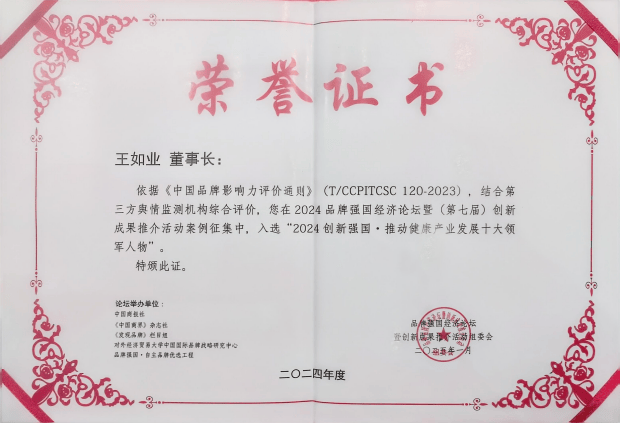 荣誉证书
王如业 董事长：
依据《中国品牌影响力评价通则》（T/CCPITCSC 120-2023），结合第
三方舆情监测机构综合评价，您在2024品牌强国经济论坛暨（第七届）创新
成果推介活动案例征集中，入选“2024创新强国·推动健康产业发展十大领
军人物”。
特颁此证。
论坛举办单位：
中国商报社
《中国商界》杂志社
《发现品牌》栏目组
对外经济贸易大学中国国际品牌战略研究中心
品牌强国·自主品牌优选工程
品牌强国经济论坛
暨创新成果推介活动组委会
二〇二五年一月
二〇二四年度